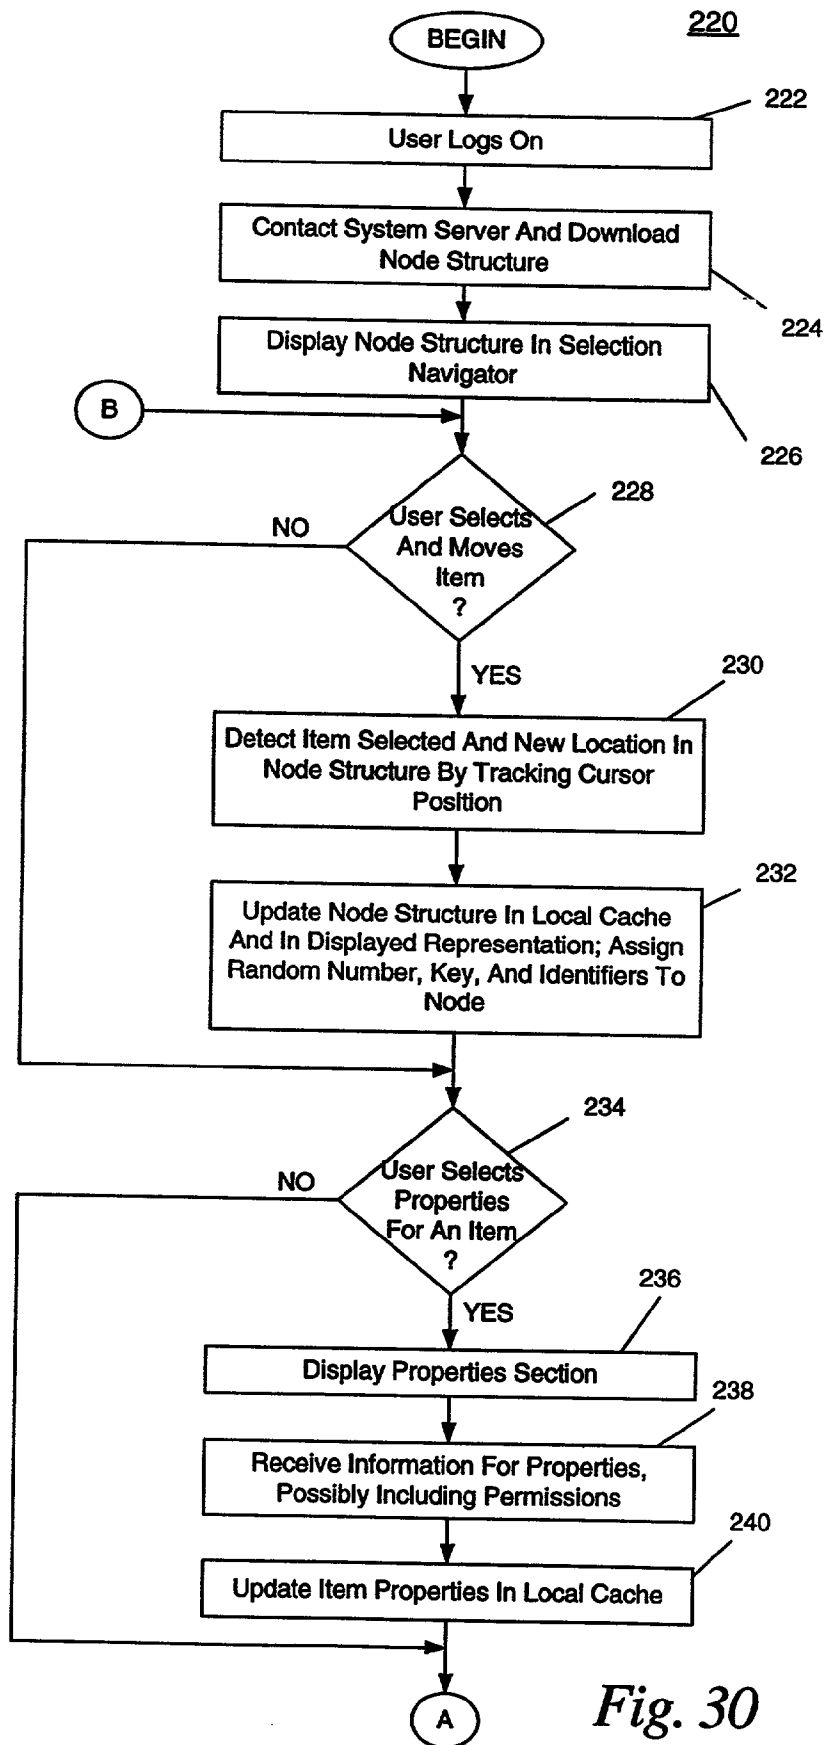 220
BEGIN
222
User Logs On
Contact System Server And Download
Node Structure
224
Display Node Structure In Selection
Navigator
B
226
228
NO
User Selects
And Moves
Item
?
YES
230
Detect Item Selected And New Location In
Node Structure By Tracking Cursor
Position
232
Update Node Structure In Local Cache
And In Displayed Representation; Assign
Random Number, Key, And Identifiers To
Node
234
NO
User Selects
Properties
For An Item
?
YES
236
Display Properties Section
238
Receive Information For Properties,
Possibly Including Permissions
240
Update Item Properties In Local Cache
A
Fig. 30